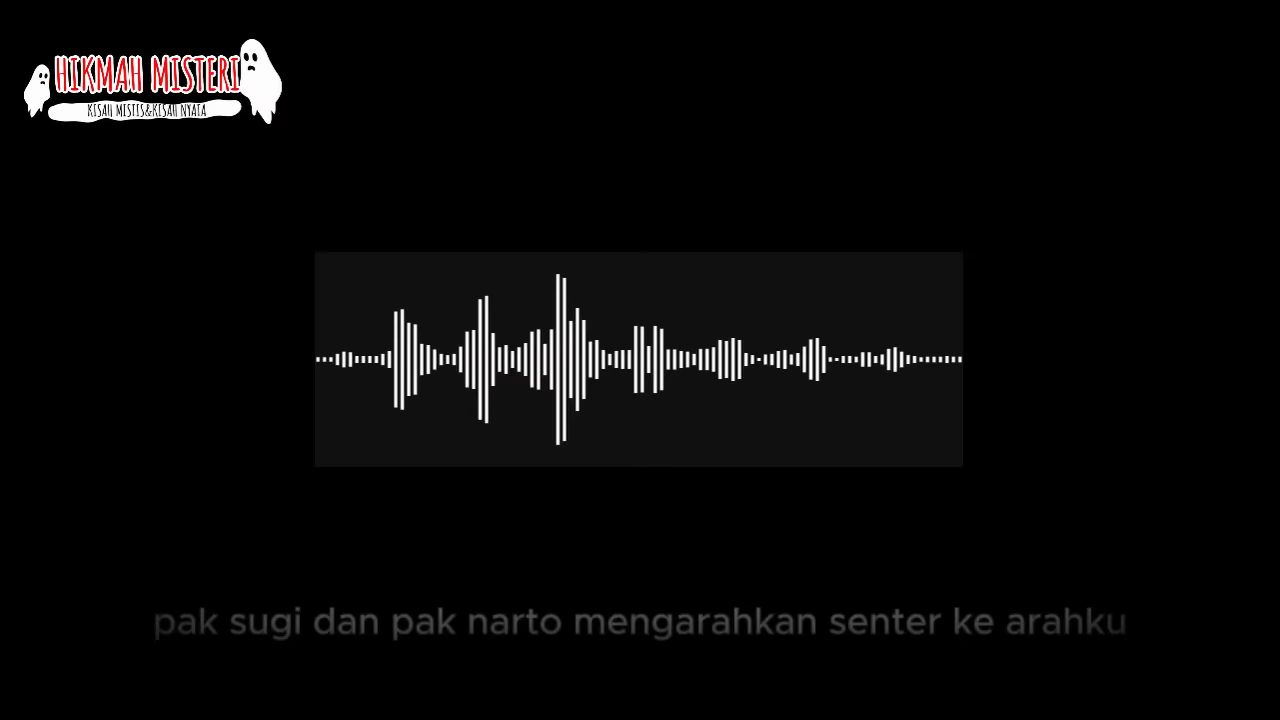 HIKMAH MISTERI
KISAH MISTIS&KISAH NYATA
pak sugi dan pak narto mengarahkan senter ke arahku